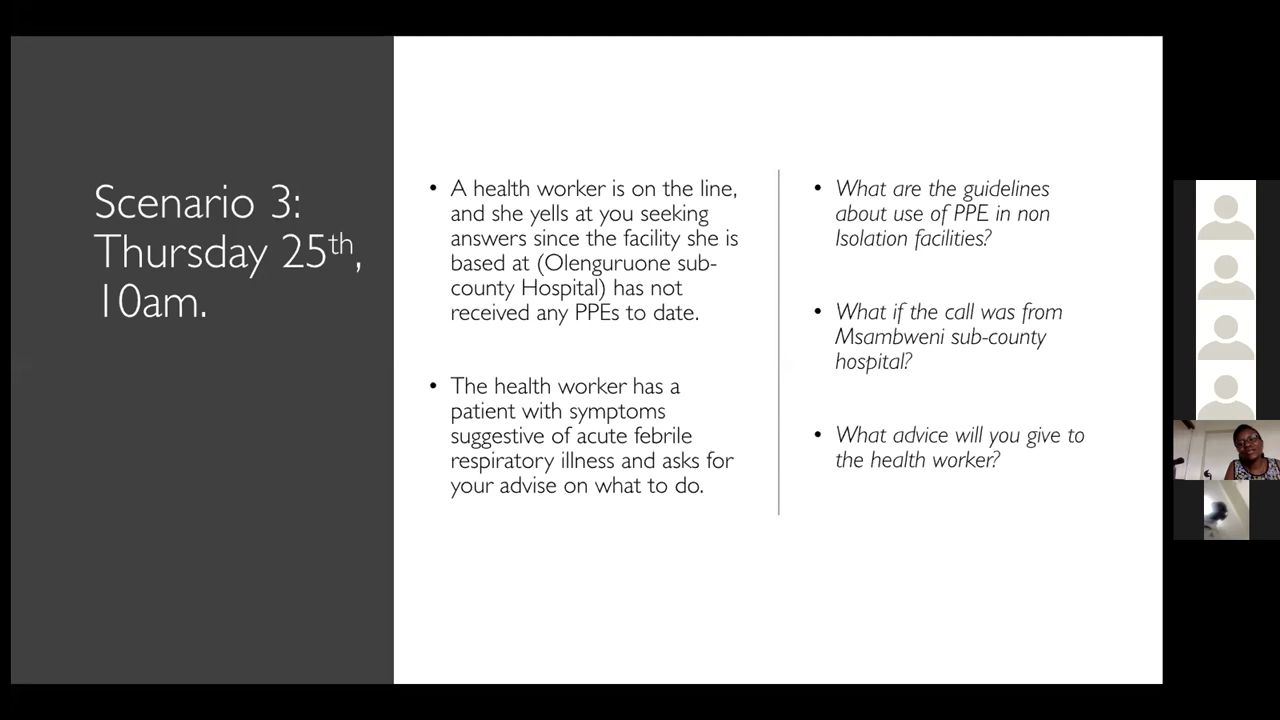 Scenario 3:
Thursday 25th,
10am.
• A health worker is on the line,
and she yells at you seeking
answers since the facility she is
based at (Olenguruone sub-
county Hospital) has not
received any PPEs to date.
• The health worker has a
patient with symptoms
suggestive of acute febrile
respiratory illness and asks for
your advise on what to do.
• What are the guidelines
about use of PPE in non
Isolation facilities?
• What if the call was from
Msambweni sub-county
hospital?
• What advice will you give to
the health worker?